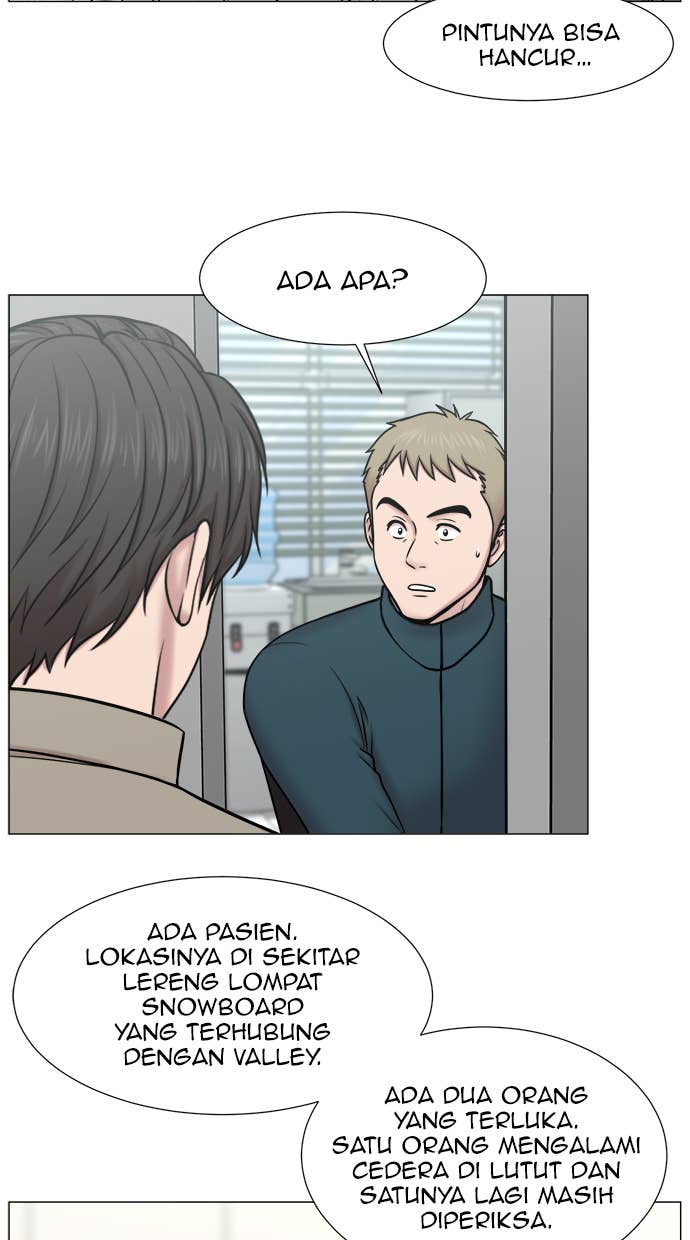 PINTUNYA BISA
HANCUR...
ADA APA?
ADA PASIEN.
LOKASINYA DI SEKITAR
LERENG LOMPAT
SNOWBOARD
YANG TERHUBUNG
DENGAN VALLEY.
ADA DUA ORANG
YANG TERLUKA.
SATU ORANG MENGALAMI
CEDERA DI LUTUT DAN
SATUNYA LAGI MASIH
DIPERIKSA.